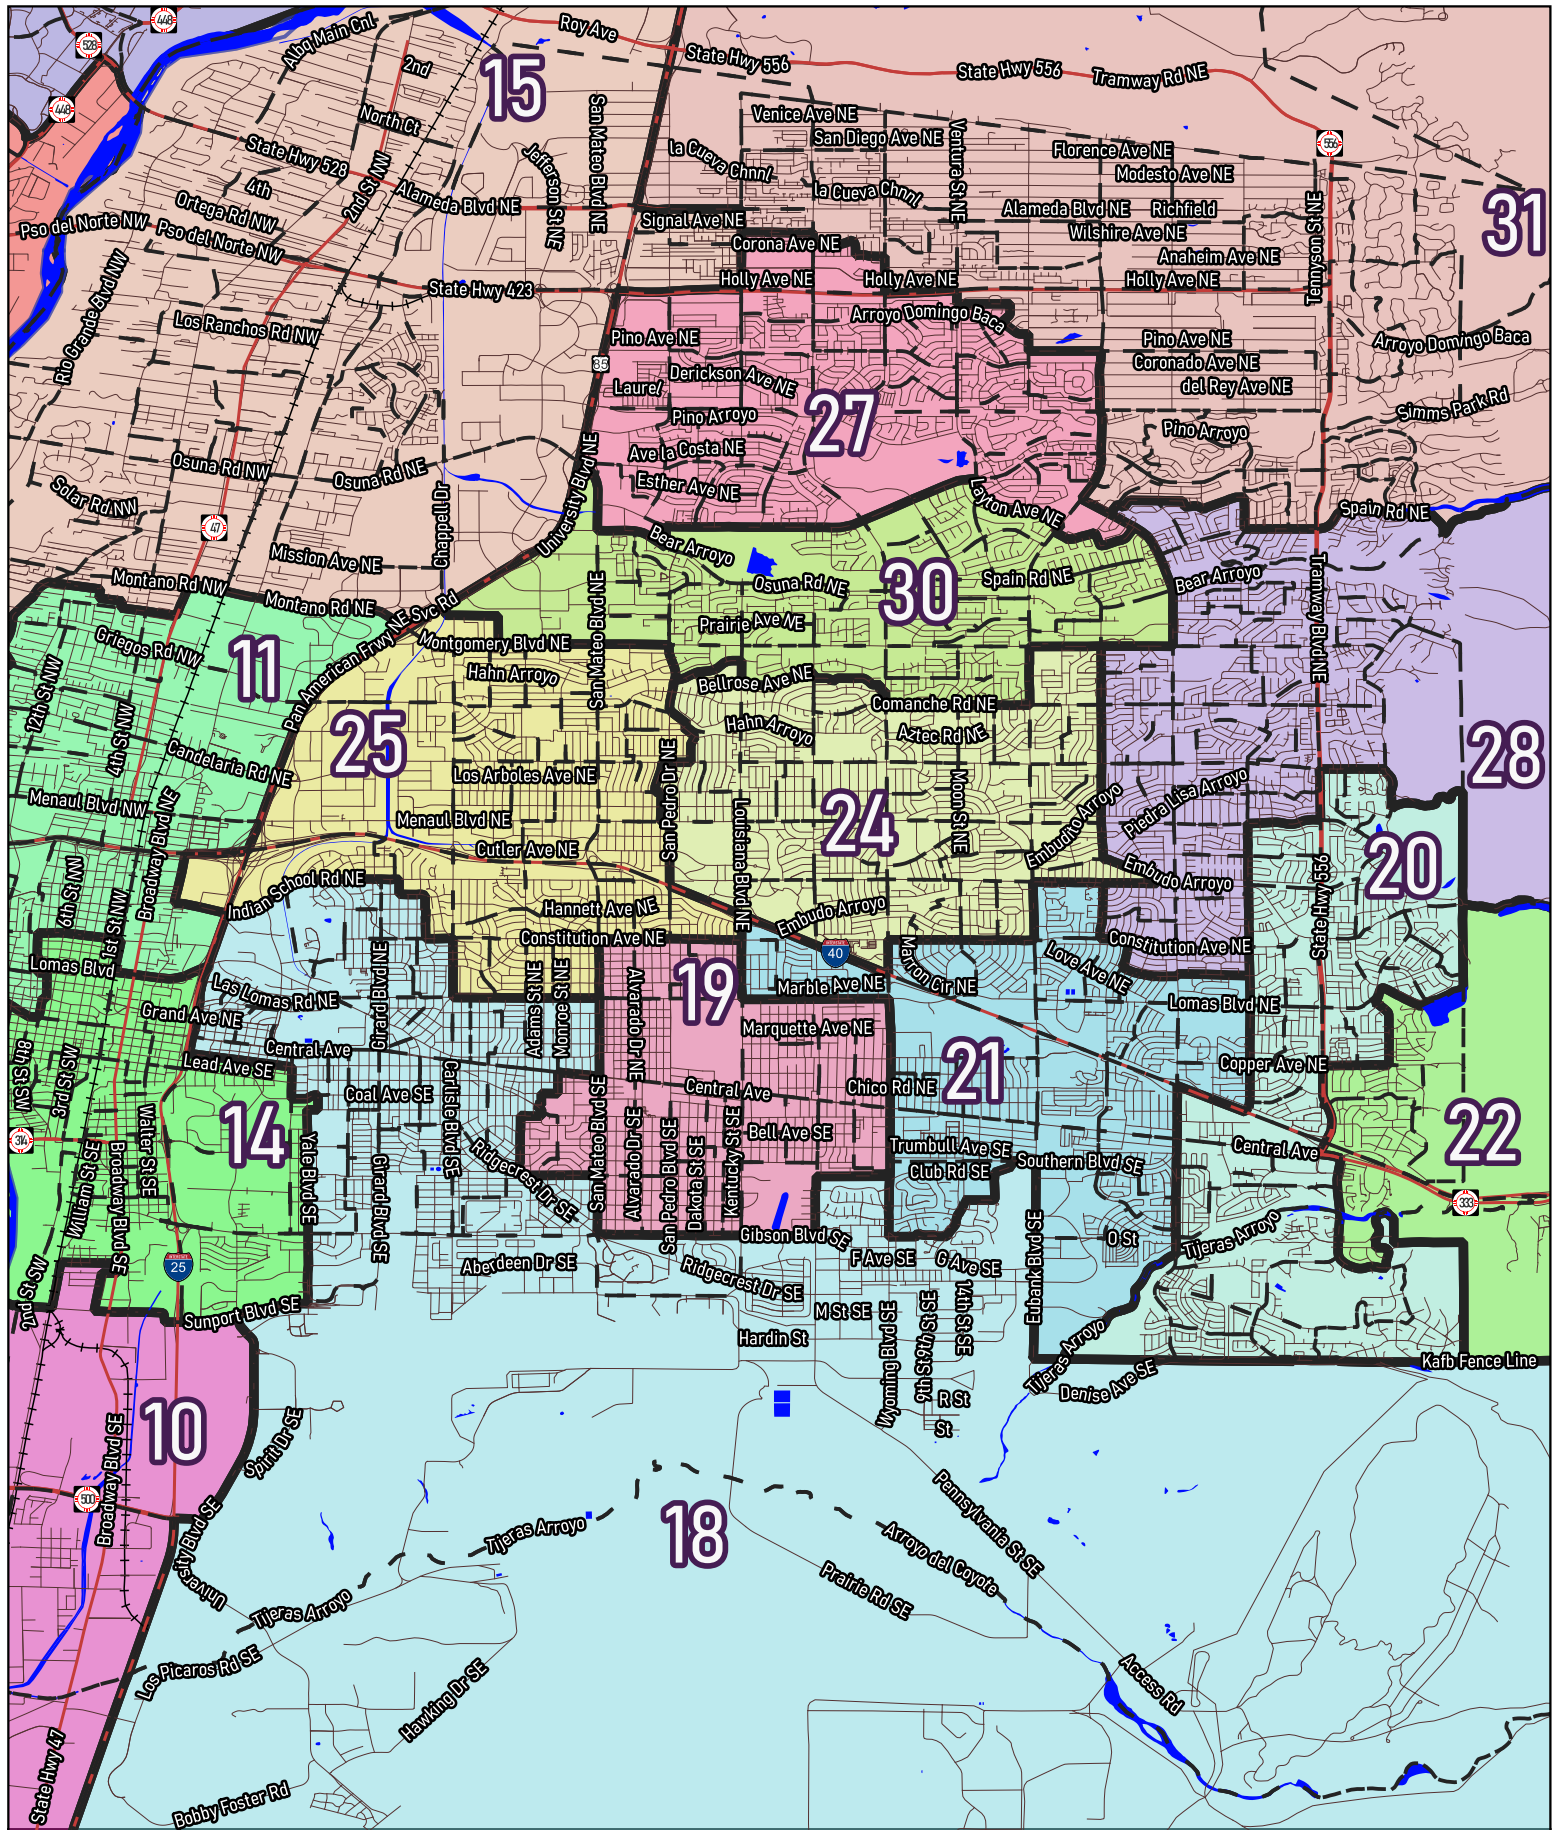 448
528
Albq Main Cnl
Roy Ave
2nd
State Hwy 556
State Hwy 556
Tramway Rd NE
15
448
North Ct
San Mateo Blvd NE
Venice Ave NE
San Diego Ave NE
Ventura St NE
Florence Ave NE
556
State Hwy 528
la Cueva Chnnl
Jefferson St NE
Modesto Ave NE
4th
2nd St NW
Alameda Blvd NE
la Cueva Chnnl
Ortega Rd NW
Signal Ave NE
Alameda Blvd NE
Richfield
31
Pso del Norte NW
Pso del Norte NW
Wilshire Ave NE
Corona Ave NE
Anaheim Ave NE
Tennyson St NE
Rio Grande Blvd NW
State Hwy 423
Holly Ave NE
Holly Ave NE
Holly Ave NE
Los Ranchos Rd NW
Arroyo Domingo Baca
Pino Ave NE
Pino Ave NE
Arroyo Domingo Baca
85
Coronado Ave NE
Derickson Ave NE
Laurel
del Rey Ave NE
Simms Park Rd
Pino Arroyo
27
Pino Arroyo
Ave la Costa NE
Osuna Rd NW
Osuna Rd NE
University Blvd NE
Esther Ave NE
Solar Rd NW
Layton Ave NE
Spain Rd NE
47
Chappell Dr
Mission Ave NE
Bear Arroyo
Montano Rd NW
Montano Rd NE
Osuna Rd NE
30
Spain Rd NE
Bear Arroyo
Tramway Blvd NE
Pan American Frwy NE Svc Rd
San Mateo Blvd NE
Prairie Ave NE
Griegos Rd NW
11
Montgomery Blvd NE
12th St NW
Hahn Arroyo
Bellrose Ave NE
Comanche Rd NE
25
4th St NW
Hahn Arroyo
Aztec Rd NE
28
Candelaria Rd NE
Los Arboles Ave NE
San Pedro Dr NE
Menaul Blvd NW
Broadway Blvd NE
Menaul Blvd NE
Louisiana Blvd NE
24
Moon St NE
Embudito Arroyo
Piedra Lisa Arroyo
Cutler Ave NE
20
6th St NW
1st St NW
Indian School Rd NE
Embudo Arroyo
State Hwy 556
Hannett Ave NE
Embudo Arroyo
Constitution Ave NE
Constitution Ave NE
40
Lomas Blvd
Las Lomas Rd NE
Girard Blvd NE
Alvarado Dr NE
19
Marble Ave NE
Marron Cir NE
Love Ave NE
Lomas Blvd NE
Grand Ave NE
Adams St NE
Monroe St NE
Marquette Ave NE
8th St SW
3rd St SW
Central Ave
Lead Ave SE
Copper Ave NE
Coal Ave SE
Carlisle Blvd SE
Central Ave
Chico Rd NE
21
314
Walter St SE
14
San Mateo Blvd SE
Bell Ave SE
22
William St SE
Broadway Blvd SE
Yale Blvd SE
Girard Blvd SE
Ridgecrest Dr SE
Alvarado Dr SE
San Pedro Blvd SE
Dakota St SE
Kentucky St SE
Trumbull Ave SE
Club Rd SE
Southern Blvd SE
Central Ave
333
Gibson Blvd SE
O St
Tijeras Arroyo
2nd St SW
25
Aberdeen Dr SE
Ridgecrest Dr SE
F Ave SE
G Ave SE
Eubank Blvd SE
Sunport Blvd SE
M St SE
14th St SE
Hardin St
Wyoming Blvd SE
9th St
9th St SE
Tijeras Arroyo
Kafb Fence Line
Denise Ave SE
R St
St
10
Spirit Dr SE
Broadway Blvd SE
500
University Blvd SE
18
Tijeras Arroyo
Pennsylvania St SE
Arroyo del Coyote
Tijeras Arroyo
Prairie Rd SE
Los Picaros Rd SE
Hawking Dr SE
Access Rd
State Hwy 47
Bobby Foster Rd